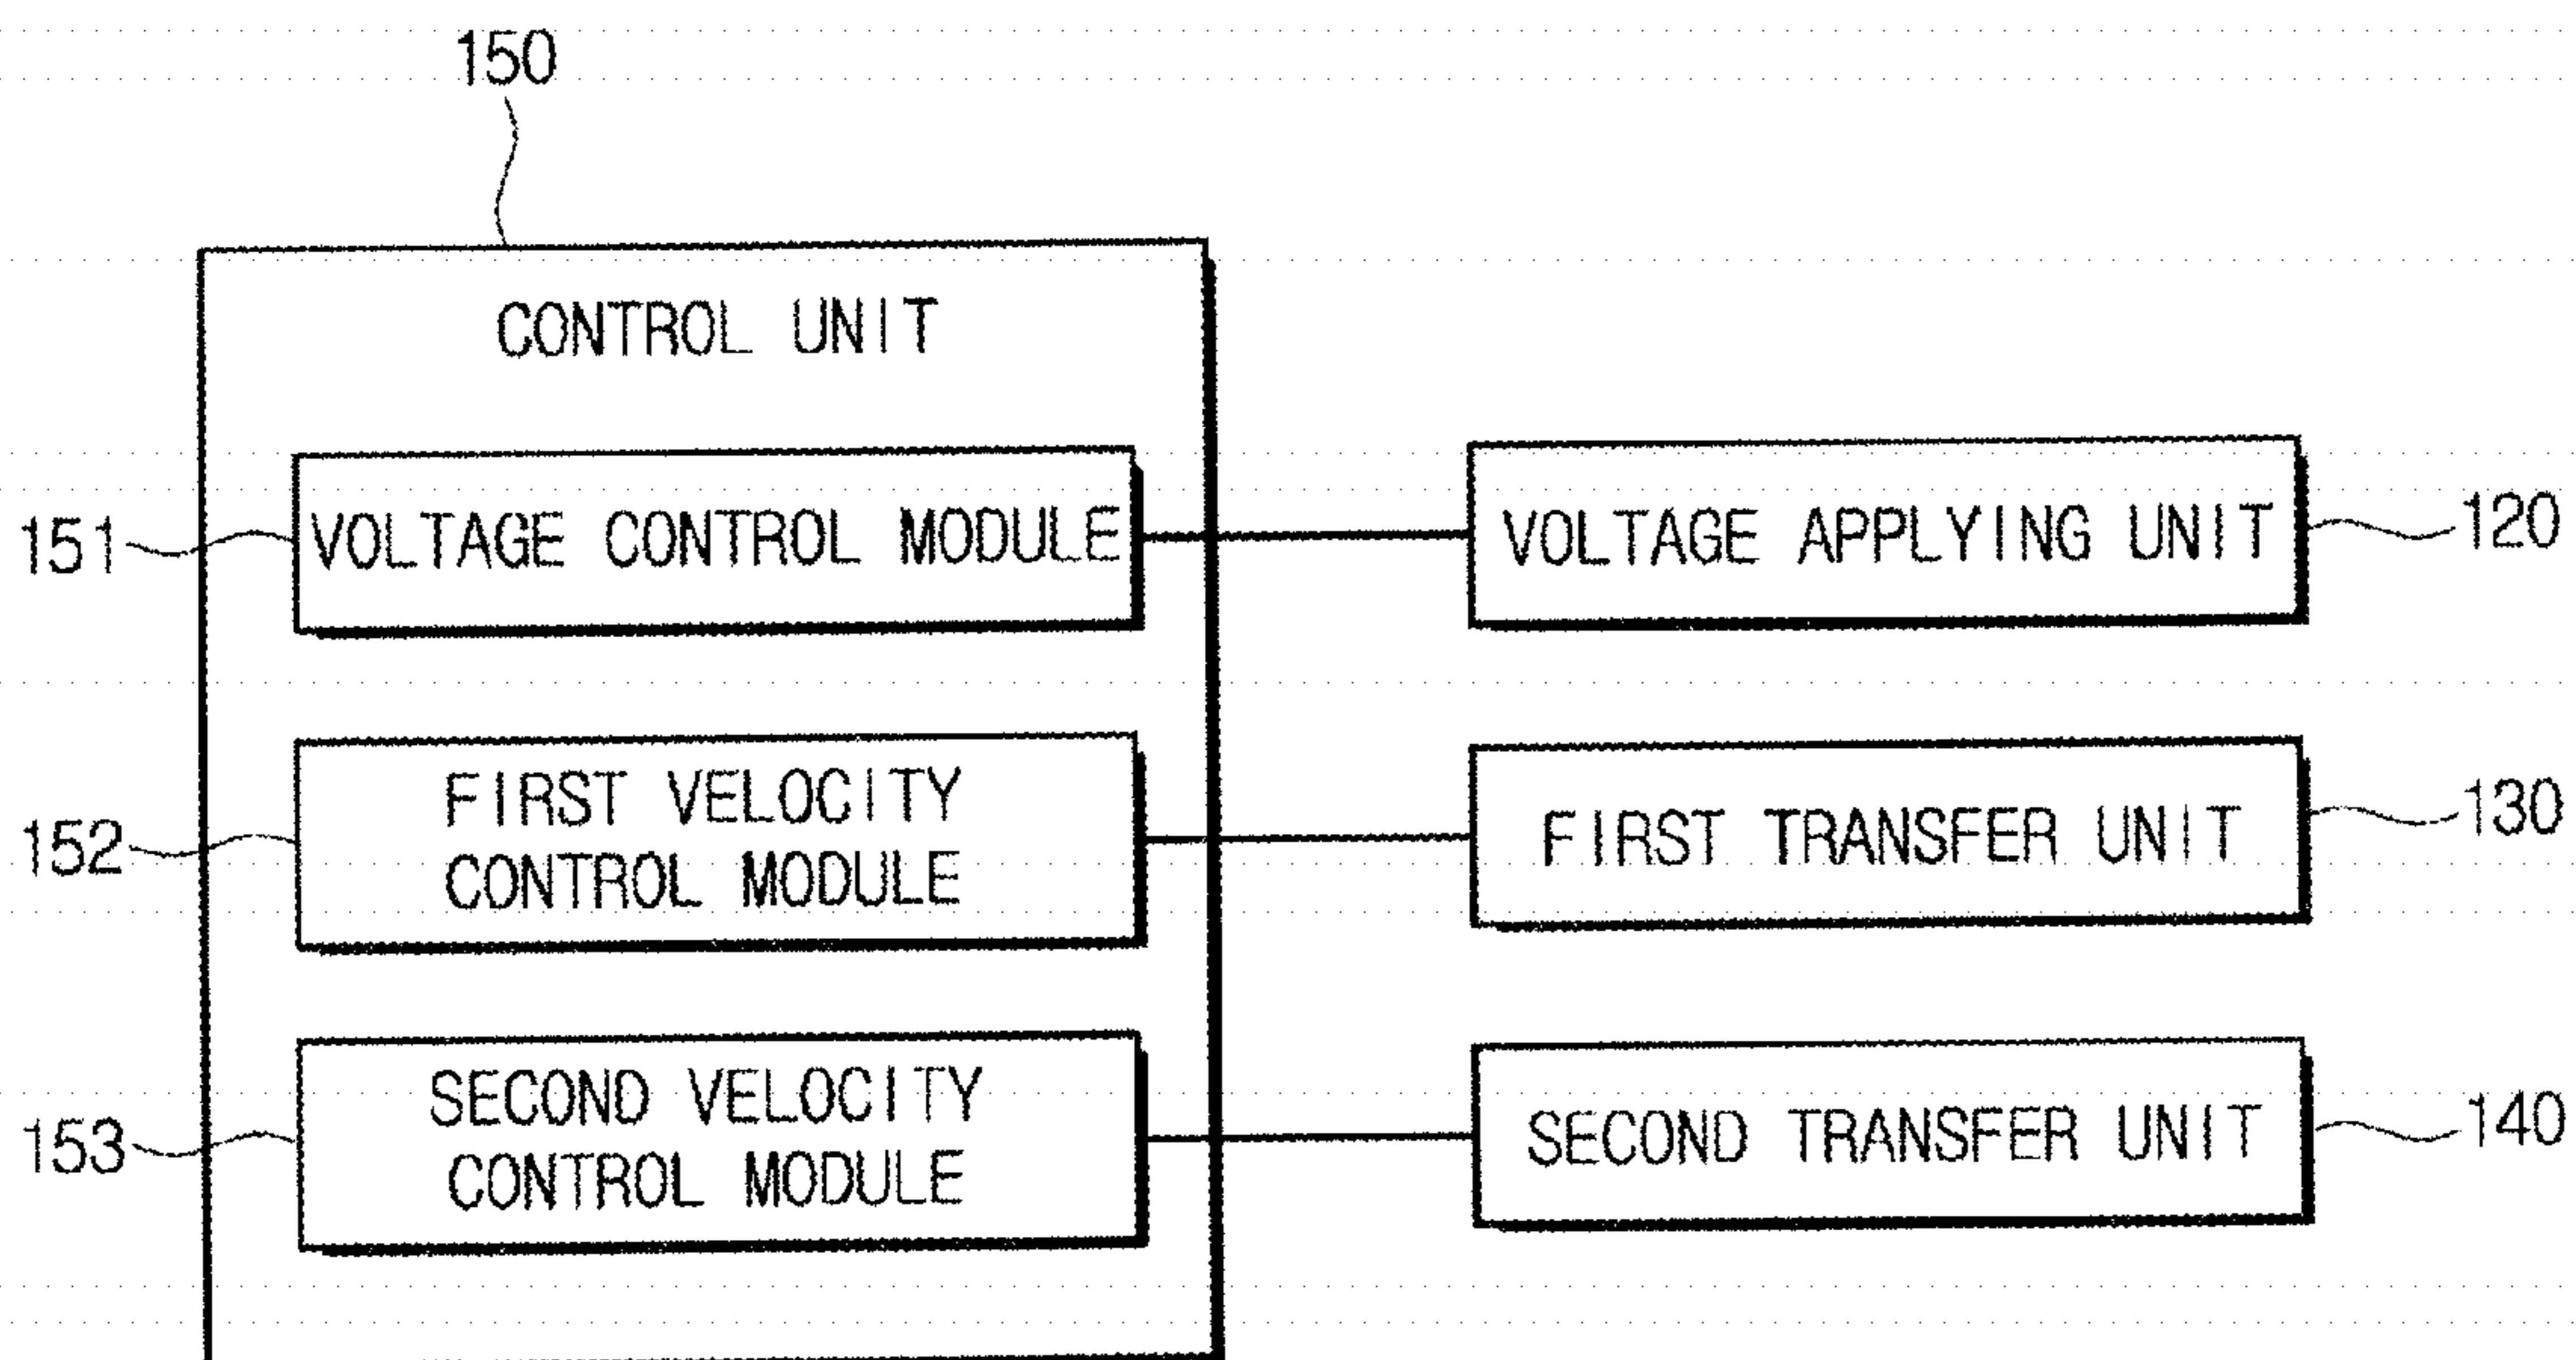 150
CONTROL UNIT
151
VOLTAGE CONTROL MODULE
VOLTAGE APPLYING UNIT
120
152
FIRST VELOCITY
CONTROL MODULE
FIRST TRANSFER UNIT
130
153
SECOND VELOCITY
CONTROL MODULE
SECOND TRANSFER UNIT
140